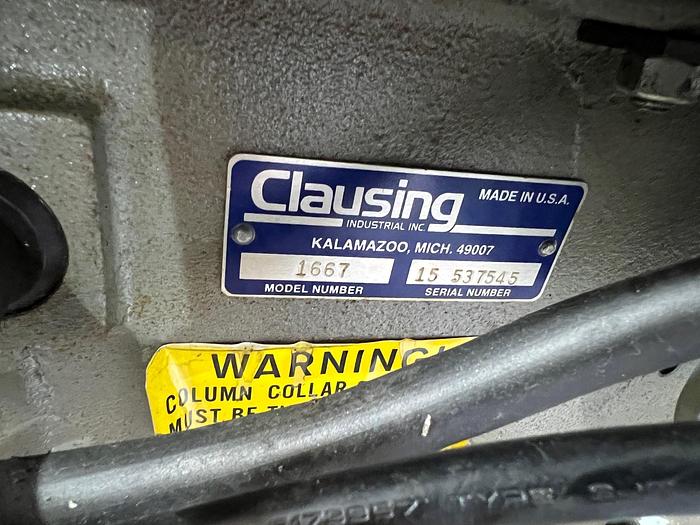 Clausing
MADE IN U.S.A.
INDUSTRIAL INC.
KALAMAZOO, MICH. 49007
1667
15 537545
MODEL NUMBER
SERIAL NUMBER
WARNING!
COLUMN COLLAR
MUST BE
TYPE